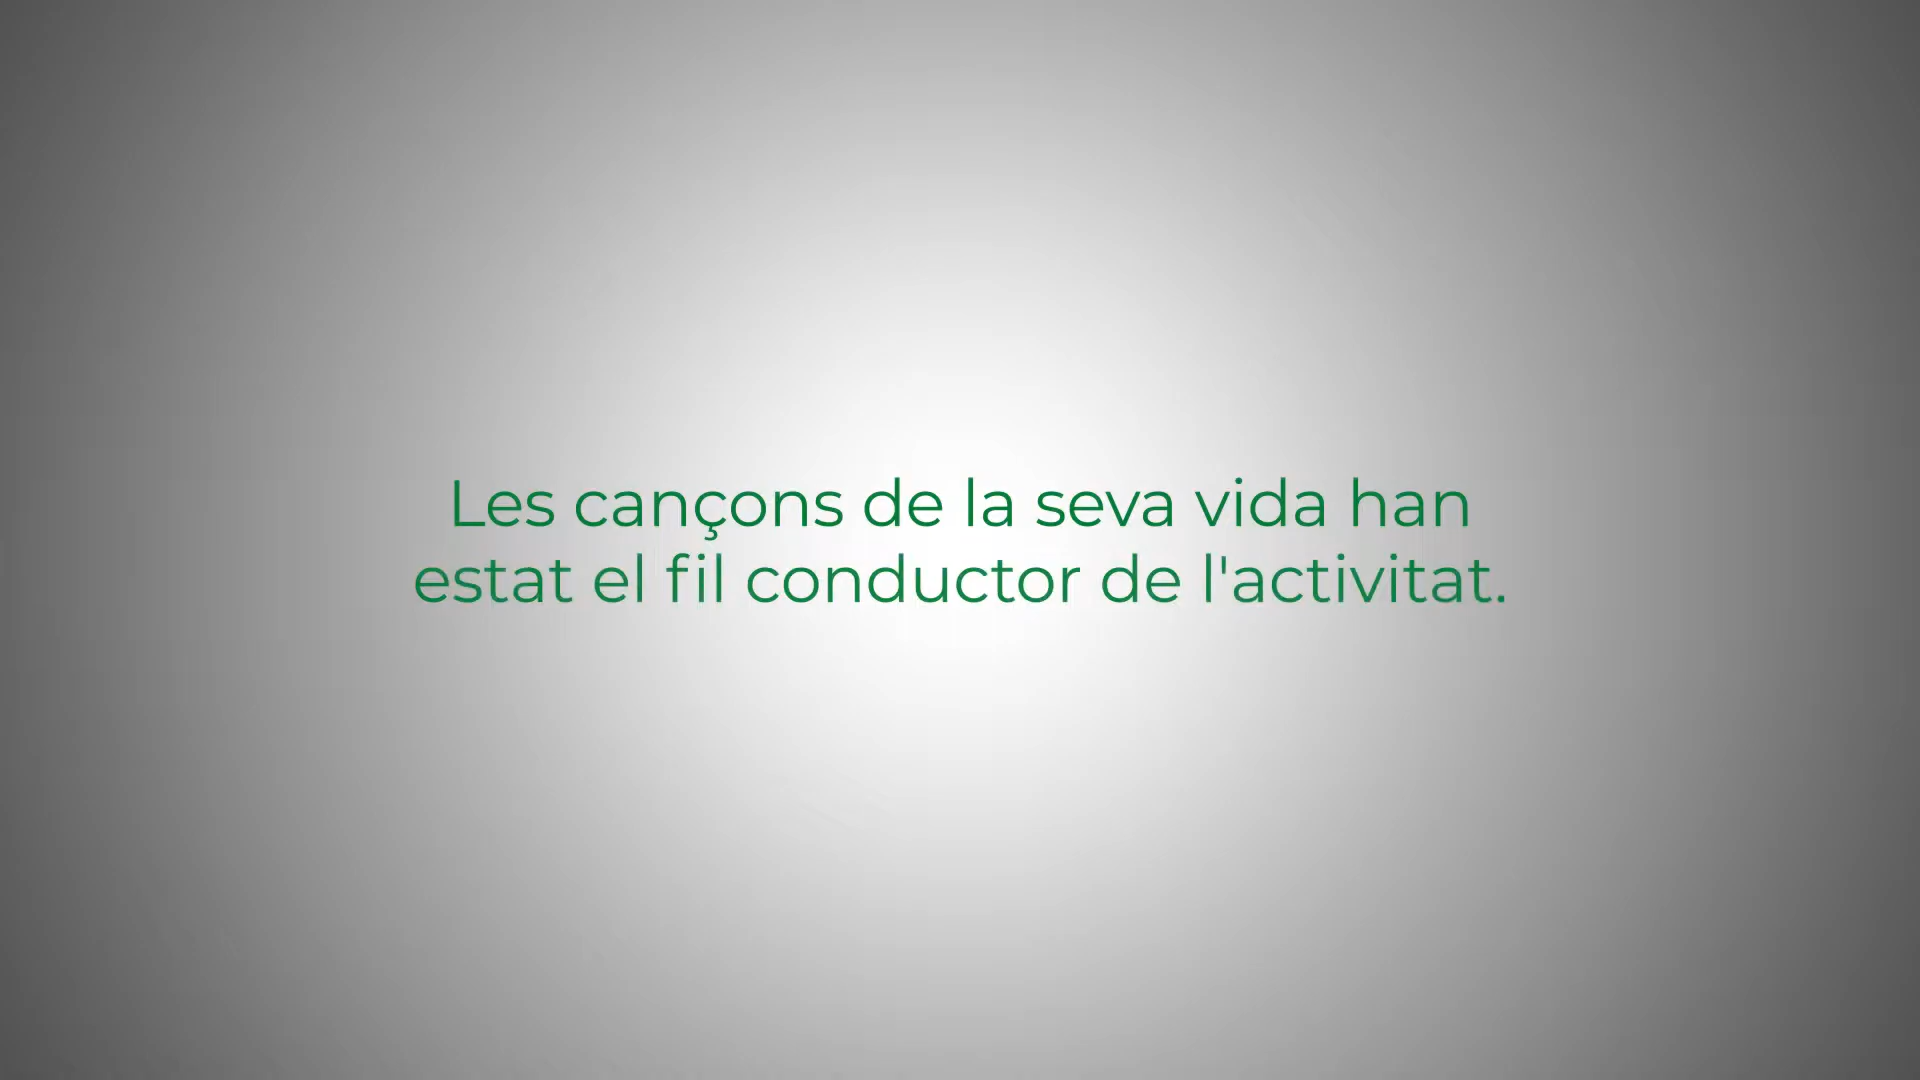 Les cançons de la seva vida han
estat el fil conductor de l'activitat.